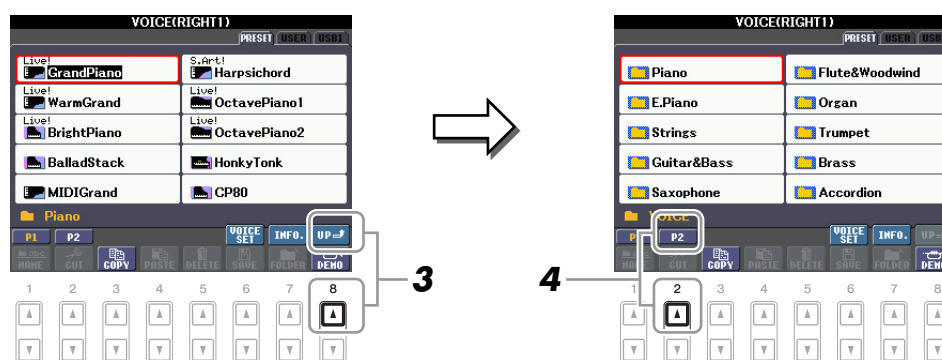 VOICE(RIGHT1)
PRESET USER USB1
Live!
GrandPiano
S.Art!
Harpsichord
Live!
WarmGrand
Live!
OctavePiano1
Live!
BrightPiano
Live!
OctavePiano2
BalladStack
HonkyTonk
MIDIGrand
CP80
Piano
P1 P2 VOICE SET INFO. UP
NAME CUT COPY PASTE DELETE SAVE FOLDER DEMO
1 2 3 4 5 6 7 8
3
VOICE(RIGHT1)
PRESET USER
Piano
Flute&Woodwind
E.Piano
Organ
Strings
Trumpet
Guitar&Bass
Brass
Saxophone
Accordion
VOICE
P2 VOICE SET INFO. UP
NAME CUT COPY PASTE DELETE SAVE FOLDER
4
1 2 3 4 5 6 7 8